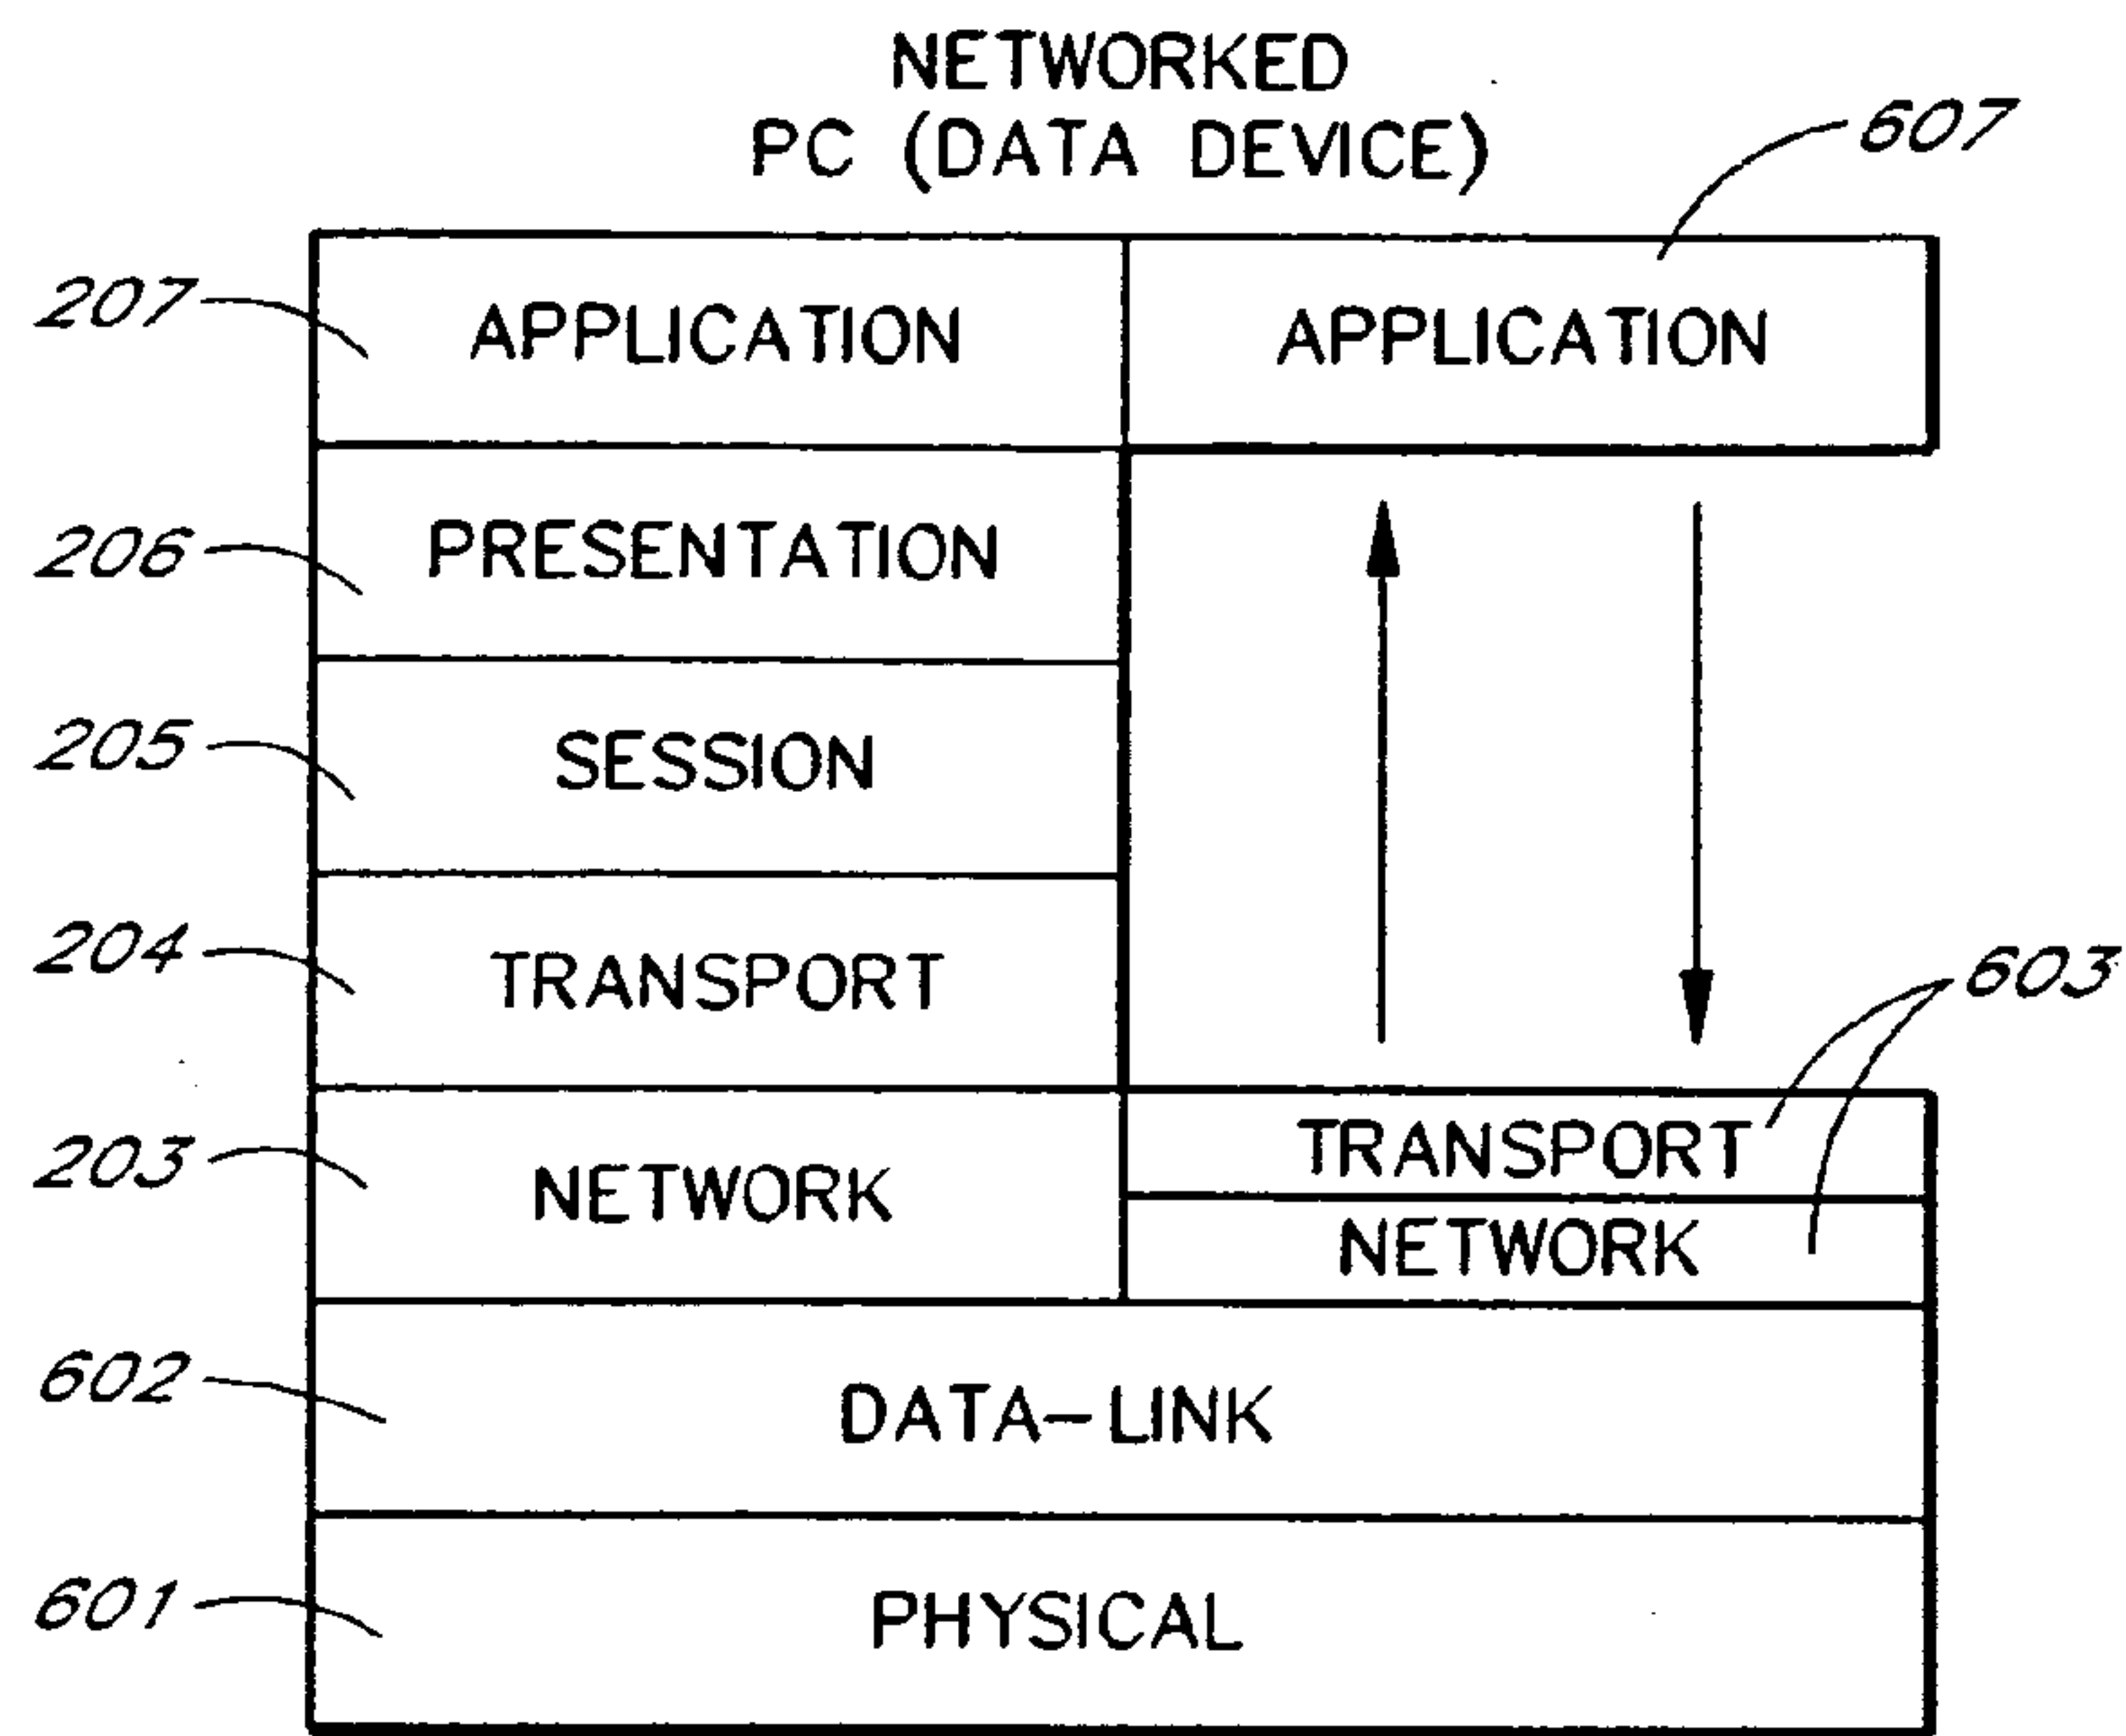 NETWORKED
PC (DATA DEVICE)
607
207
APPLICATION
APPLICATION
206
PRESENTATION
205
SESSION
204
TRANSPORT
603
203
NETWORK
TRANSPORT
NETWORK
602
DATA-LINK
601
PHYSICAL